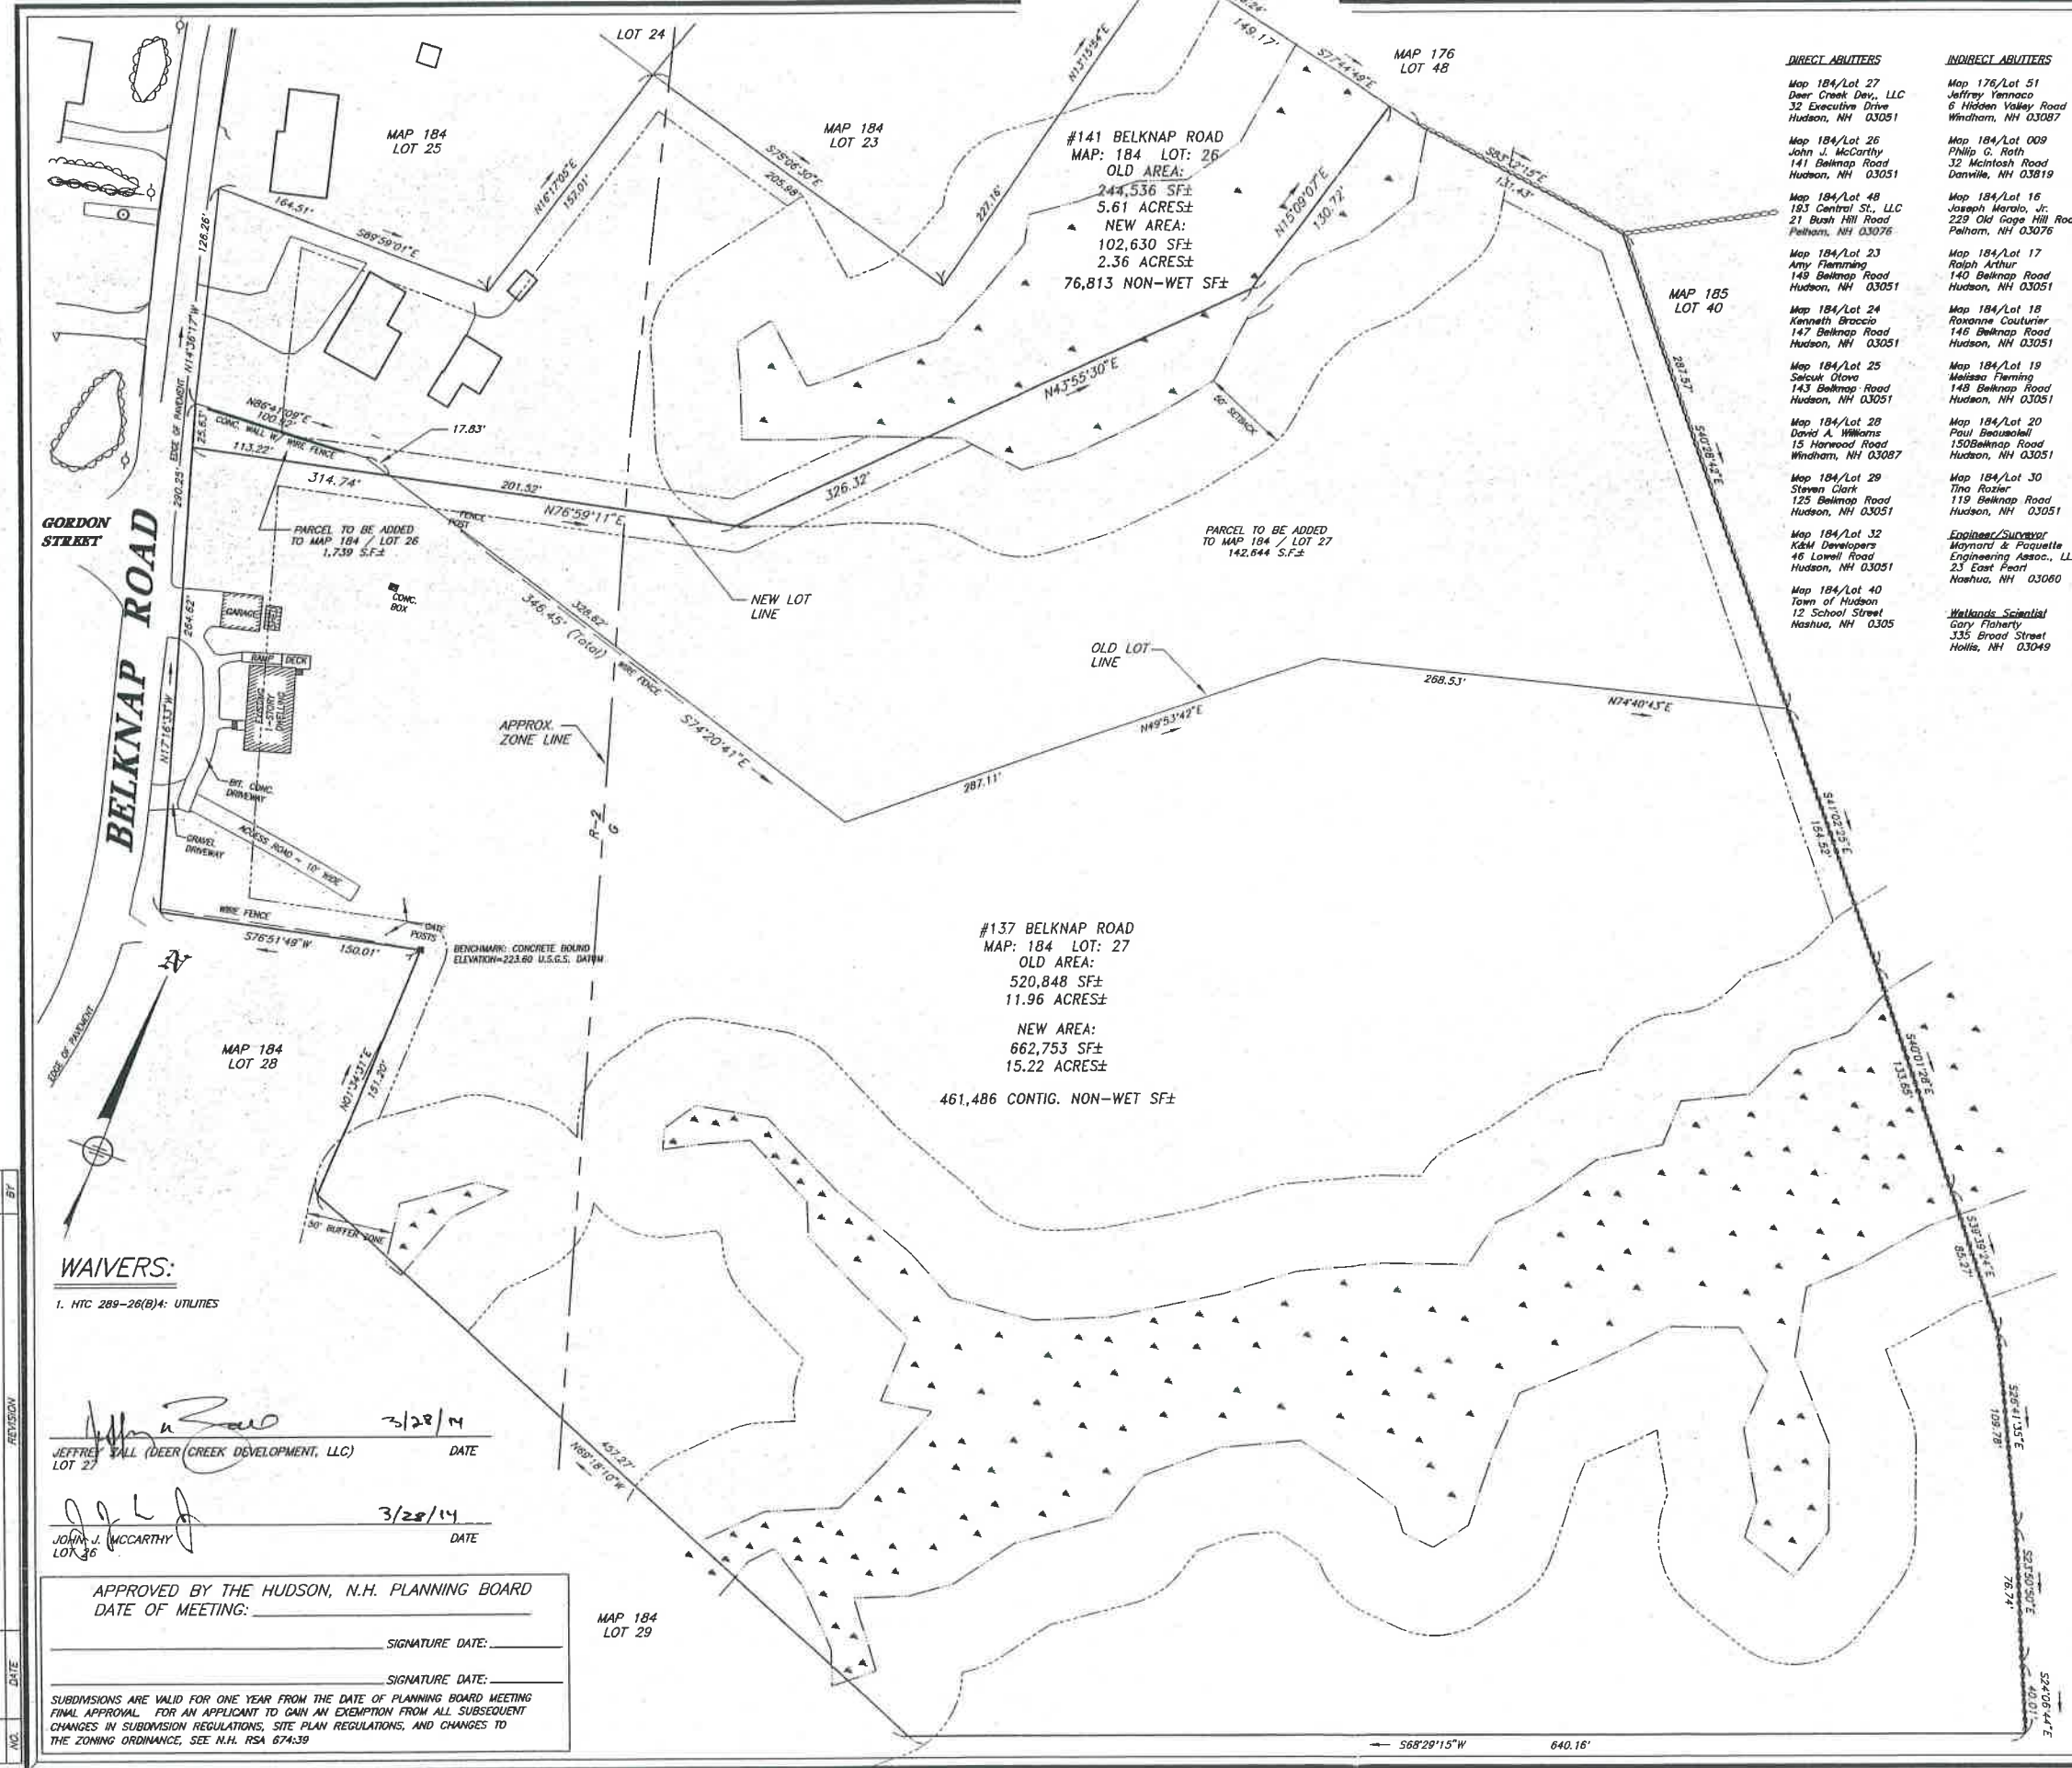 LOT 24
MAP 184
LOT 25
MAP 184
LOT 23
MAP 176
LOT 48
MAP 185
LOT 40
N13°15'54"E
149.17'
S77°44'49"E
S83°12'15"E
131.43'
#141 BELKNAP ROAD
MAP: 184 LOT: 26
OLD AREA:
244,536 SF±
5.61 ACRES±
NEW AREA:
102,630 SF±
2.36 ACRES±
76,813 NON-WET SF±
N16°17'05"E
157.01'
S75°06'30"E
205.98'
227.16'
N15°09'07"E
130.72'
164.51'
S89°59'01"E
126.26'
N14°36'17"W
EDGE OF PAVEMENT
290.25'
25.63'
N86°41'09"E
100.92'
CONC. WALL W/ WIRE FENCE
113.22'
17.83'
314.74'
201.52'
N76°59'11"E
326.32'
N43°55'30"E
50' SETBACK
GORDON
STREET
BELKNAP ROAD
PARCEL TO BE ADDED
TO MAP 184 / LOT 26
1,739 S.F.±
FENCE
POST
PARCEL TO BE ADDED
TO MAP 184 / LOT 27
142,644 S.F.±
CONC.
BOX
NEW LOT
LINE
328.62'
346.45' (Total)
WIRE FENCE
S74°20'41"E
OLD LOT
LINE
287.11'
N49°53'42"E
268.53'
N74°40'43"E
287.57'
S40°28'42"E
264.62'
N17°16'33"W
GARAGE
RAMP DECK
EXISTING
1-STORY
DWELLING
BIT. CONC.
DRIVEWAY
GRAVEL
DRIVEWAY
ACCESS ROAD ~ 10' WIDE
APPROX.
ZONE LINE
R-2
G
WIRE FENCE
S76°51'49"W 150.01'
GATE
POSTS
BENCHMARK: CONCRETE BOUND
ELEVATION=223.60 U.S.G.S. DATUM
N
EDGE OF PAVEMENT
MAP 184
LOT 28
N01°34'31"E
151.20'
50' BUFFER ZONE
#137 BELKNAP ROAD
MAP: 184 LOT: 27
OLD AREA:
520,848 SF±
11.96 ACRES±
NEW AREA:
662,753 SF±
15.22 ACRES±
461,486 CONTIG. NON-WET SF±
S41°02'25"E
164.52'
S40°01'28"E
133.65'
S39°39'24"E
85.27'
S26°41'35"E
109.78'
S23°50'50"E
76.74'
S24°06'44"E
40.01'
457.27'
N69°18'10"W
MAP 184
LOT 29
S68°29'15"W 640.16'
DIRECT ABUTTERS
Map 184/Lot 27
Deer Creek Dev,, LLC
32 Executive Drive
Hudson, NH 03051
Map 184/Lot 26
John J. McCarthy
141 Belknap Road
Hudson, NH 03051
Map 184/Lot 48
193 Central St., LLC
21 Bush Hill Road
Pelham, NH 03076
Map 184/Lot 23
Amy Flemming
149 Belknap Road
Hudson, NH 03051
Map 184/Lot 24
Kenneth Braccio
147 Belknap Road
Hudson, NH 03051
Map 184/Lot 25
Selcuk Otova
143 Belknap Road
Hudson, NH 03051
Map 184/Lot 28
David A. Williams
15 Harwood Road
Windham, NH 03087
Map 184/Lot 29
Steven Clark
125 Belknap Road
Hudson, NH 03051
Map 184/Lot 32
K&M Developers
46 Lowell Road
Hudson, NH 03051
Map 184/Lot 40
Town of Hudson
12 School Street
Nashua, NH 0305
INDIRECT ABUTTERS
Map 176/Lot 51
Jeffrey Yennaco
6 Hidden Valley Road
Windham, NH 03087
Map 184/Lot 009
Philip G. Roth
32 McIntosh Road
Danville, NH 03819
Map 184/Lot 16
Joseph Maralo, Jr.
229 Old Gage Hill Roa
Pelham, NH 03076
Map 184/Lot 17
Ralph Arthur
140 Belknap Road
Hudson, NH 03051
Map 184/Lot 18
Roxanne Couturier
146 Belknap Road
Hudson, NH 03051
Map 184/Lot 19
Melissa Fleming
148 Belknap Road
Hudson, NH 03051
Map 184/Lot 20
Paul Beausoleil
150Belknap Road
Hudson, NH 03051
Map 184/Lot 30
Tina Rozier
119 Belknap Road
Hudson, NH 03051
Engineer/Surveyor
Maynard & Paquette
Engineering Assoc., LL
23 East Pearl
Nashua, NH 03060
Wetlands Scientist
Gary Flaherty
335 Broad Street
Hollis, NH 03049
WAIVERS:
1. HTC 289-26(B)4: UTILITIES
3/28/14
JEFFREY ZALL (DEER CREEK DEVELOPMENT, LLC) DATE
LOT 27
3/28/14
JOHN J. MCCARTHY DATE
LOT 26
APPROVED BY THE HUDSON, N.H. PLANNING BOARD
DATE OF MEETING:
SIGNATURE DATE:
SIGNATURE DATE:
SUBDIVISIONS ARE VALID FOR ONE YEAR FROM THE DATE OF PLANNING BOARD MEETING
FINAL APPROVAL. FOR AN APPLICANT TO GAIN AN EXEMPTION FROM ALL SUBSEQUENT
CHANGES IN SUBDIVISION REGULATIONS, SITE PLAN REGULATIONS, AND CHANGES TO
THE ZONING ORDINANCE, SEE N.H. RSA 674:39
BY
REVISION
DATE
NO.